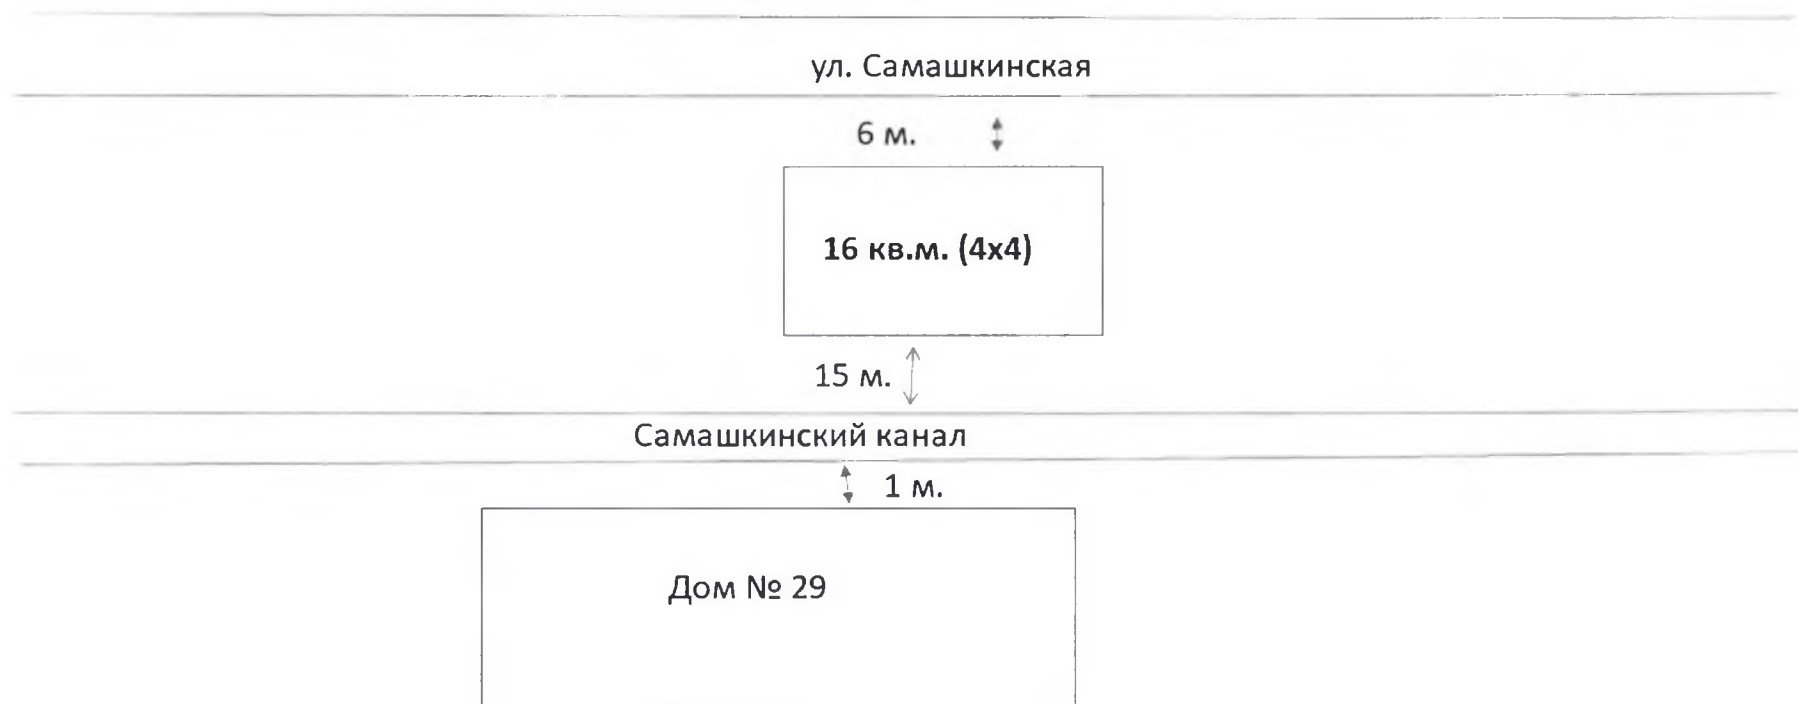 ул. Самашкинская
6 м.
16 кв.м. (4х4)
15 м.
Самашкинский канал
1 м.
Дом № 29